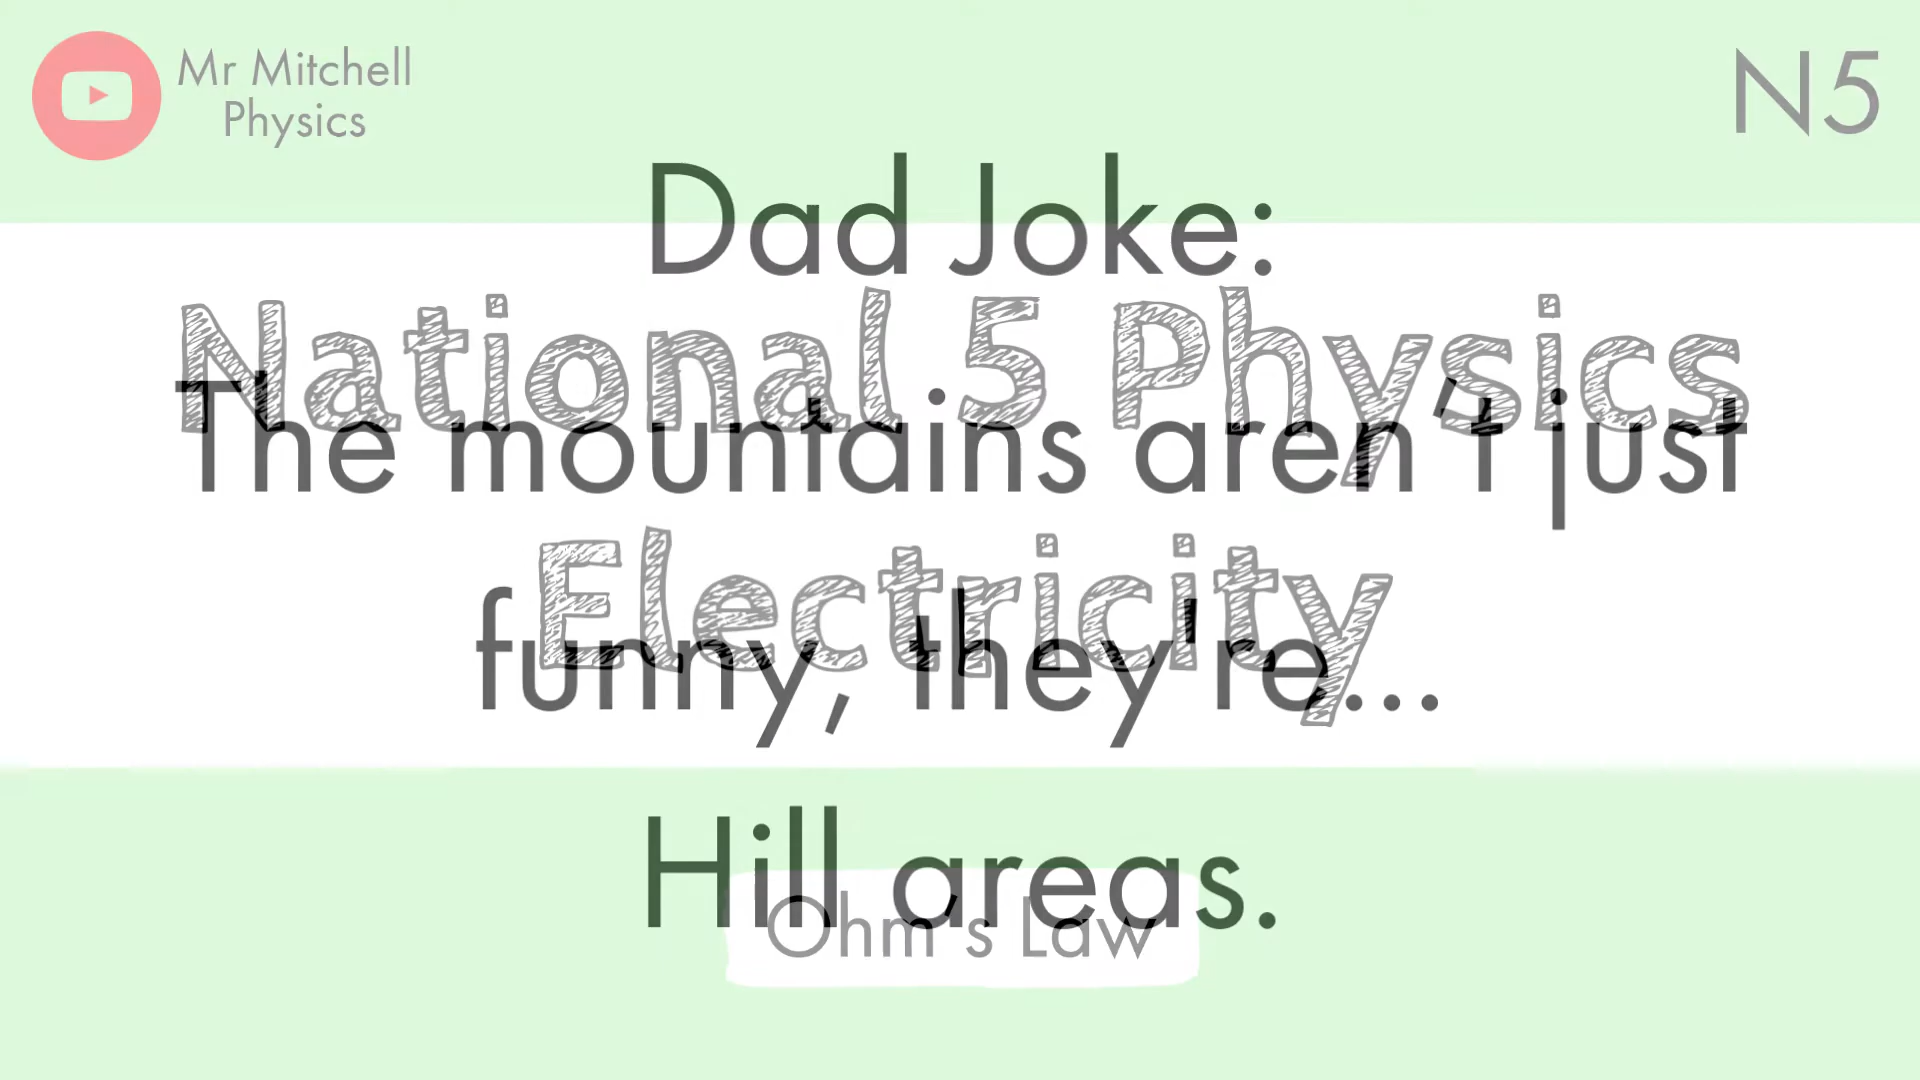 Mr Mitchell
Physics
N5
Dad Joke:
National 5 Physics
The mountains aren't just
Electricity
funny, they're...
Hill areas.
Ohm's Law